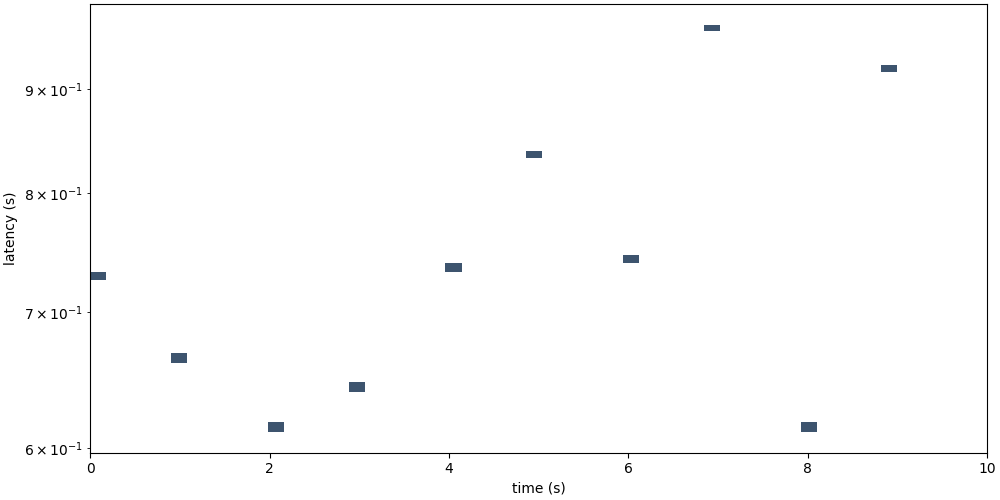 latency (s)
9 × 10⁻¹
8 × 10⁻¹
7 × 10⁻¹
6 × 10⁻¹
0 2 4 6 8 10
time (s)